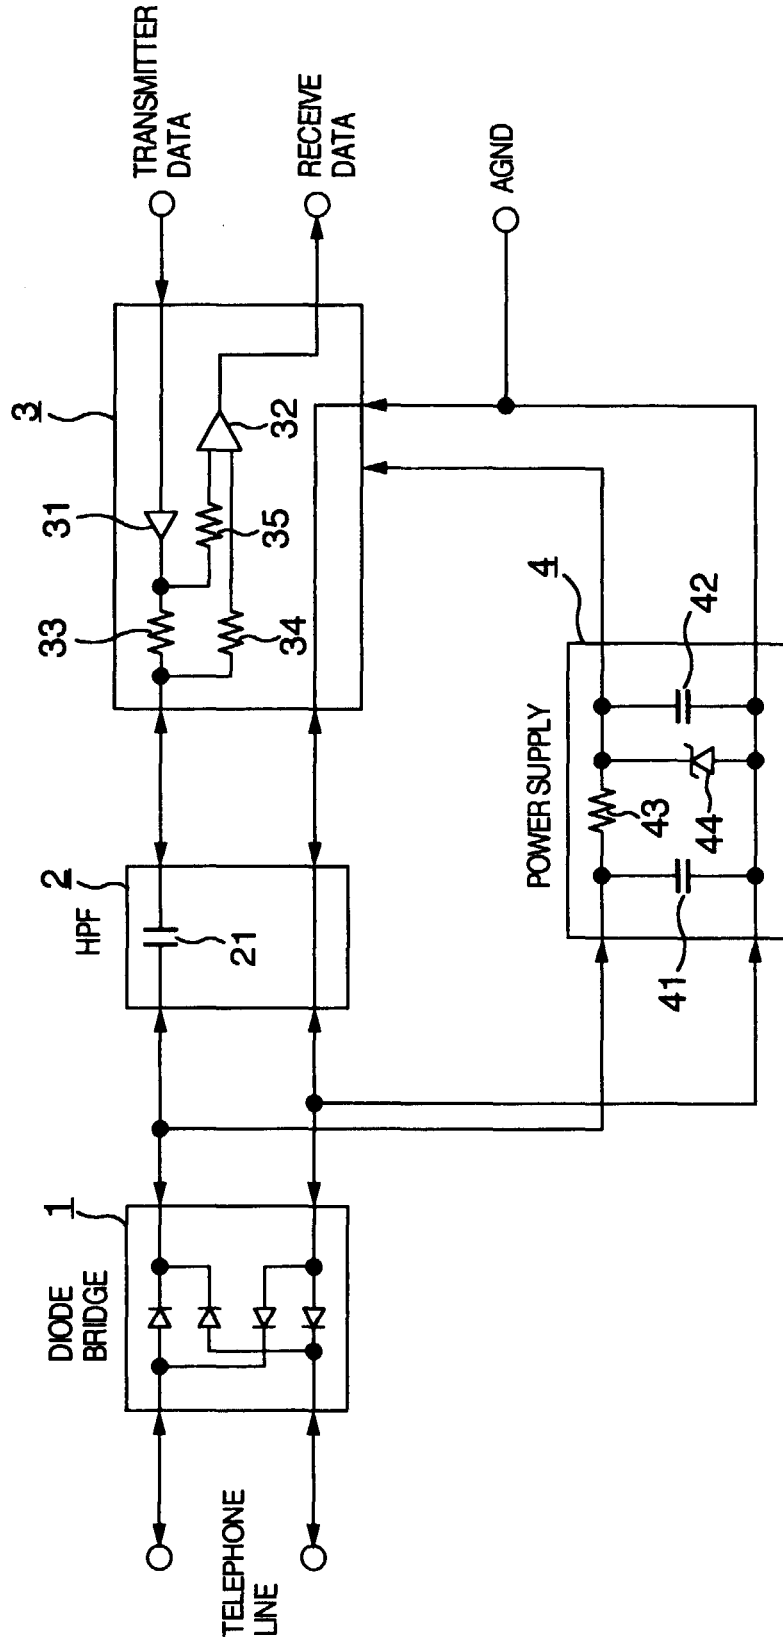 TELEPHONE
LINE
DIODE
BRIDGE
1
HPF
2
21
3
31
33
32
35
34
TRANSMITTER
DATA
RECEIVE
DATA
AGND
POWER SUPPLY
4
41
43
44
42